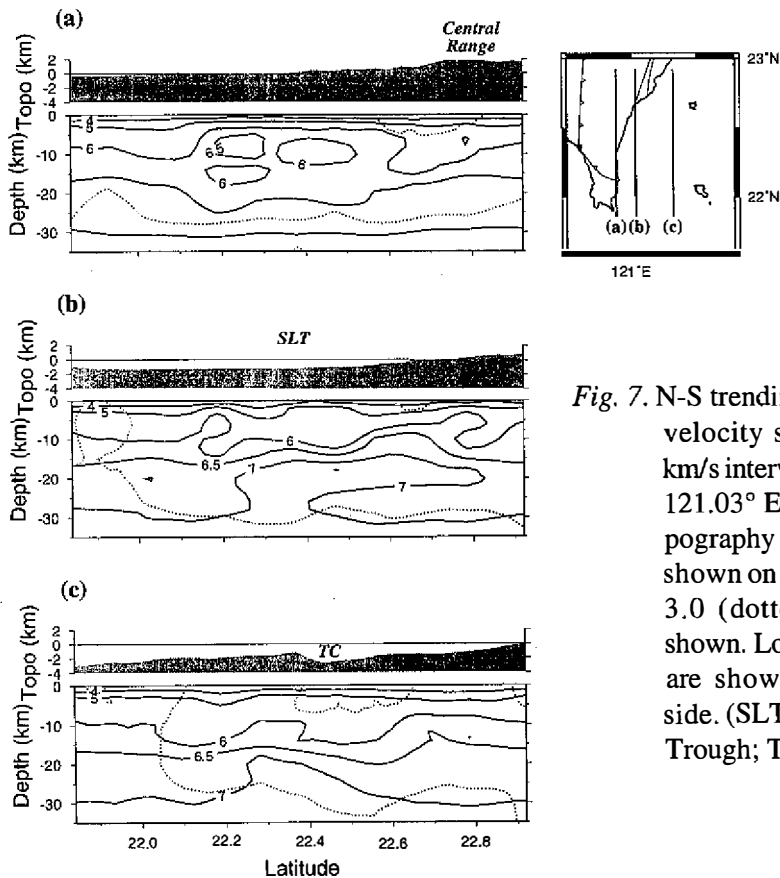 (a)
Central
Range
Topo (km)
2
0
-2
-4
Depth (km)
0
-10
-20
-30
4
5
6
6.5
6
6
(b)
SLT
Topo (km)
2
0
-2
-4
Depth (km)
0
-10
-20
-30
4
5
6
6.5
7
7
(c)
TC
Topo (km)
2
0
-2
-4
Depth (km)
0
-10
-20
-30
4
5
6
6.5
7
22.0 22.2 22.4 22.6 22.8
Latitude
23°N
22°N
(a) (b) (c)
121°E
Fig. 7. N-S trendi
velocity s
km/s interv
121.03° E
pography
shown on
3.0 (dott
shown. Lo
are show
side. (SLT
Trough; T